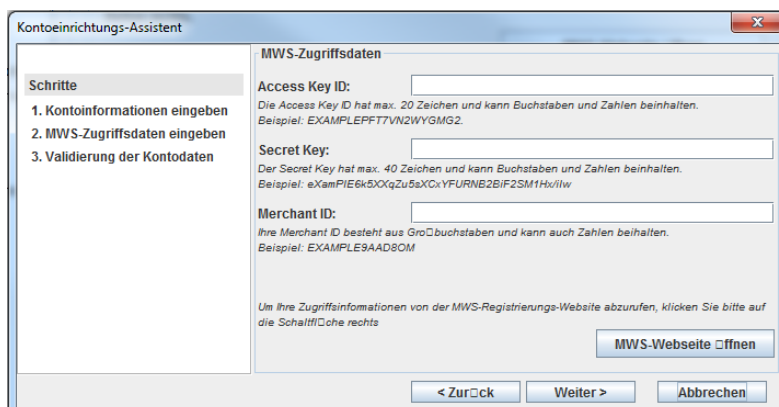 Kontoeinrichtungs-Assistent
Schritte
1. Kontoinformationen eingeben
2. MWS-Zugriffsdaten eingeben
3. Validierung der Kontodaten
MWS-Zugriffsdaten
Access Key ID:
Die Access Key ID hat max. 20 Zeichen und kann Buchstaben und Zahlen beinhalten.
Beispiel: EXAMPLEPFT7VN2WYGMG2.
Secret Key:
Der Secret Key hat max. 40 Zeichen und kann Buchstaben und Zahlen beinhalten.
Beispiel: eXamPlE6k5XXqZu5sXCxYFURNB2BiF2SM1Hx/iIw
Merchant ID:
Ihre Merchant ID besteht aus Gro□buchstaben und kann auch Zahlen beihalten.
Beispiel: EXAMPLE9AAD8OM
Um Ihre Zugriffsinformationen von der MWS-Registrierungs-Website abzurufen, klicken Sie bitte auf
die Schaltfl□che rechts
MWS-Webseite □ffnen
< Zur□ck
Weiter >
Abbrechen